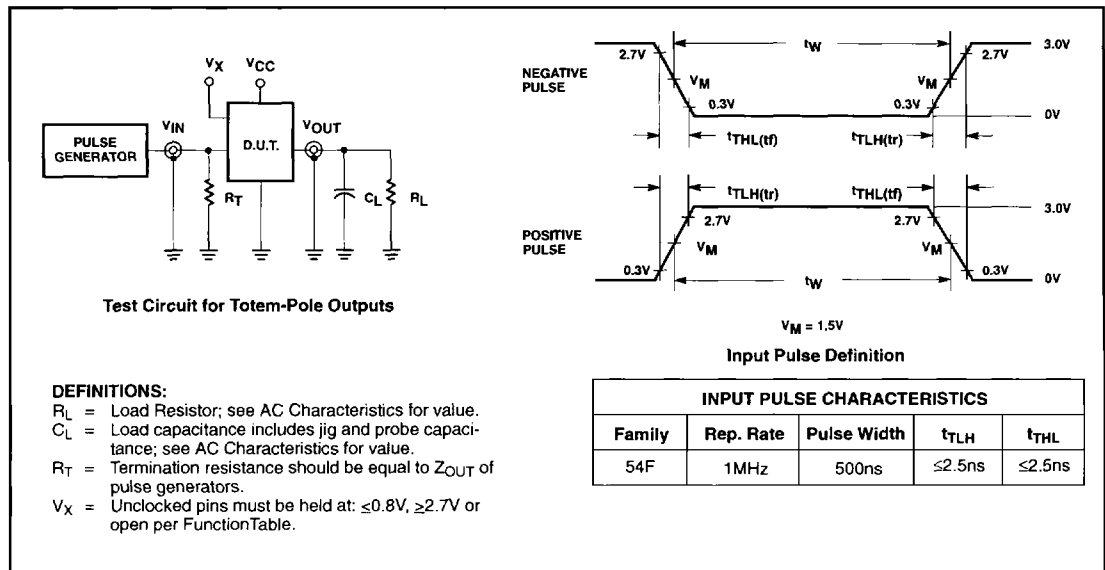 VX
VCC
VIN
VOUT
PULSE
GENERATOR
D.U.T.
RT
CL
RL
Test Circuit for Totem-Pole Outputs
NEGATIVE
PULSE
2.7V
tW
2.7V
3.0V
VM
VM
0.3V
0.3V
0V
tTHL(tf)
tTLH(tr)
tTLH(tr)
tTHL(tf)
POSITIVE
PULSE
2.7V
2.7V
3.0V
VM
VM
0.3V
tW
0.3V
0V
VM = 1.5V
Input Pulse Definition
DEFINITIONS:
RL = Load Resistor; see AC Characteristics for value.
CL = Load capacitance includes jig and probe capaci-
tance; see AC Characteristics for value.
RT = Termination resistance should be equal to ZOUT of
pulse generators.
VX = Unclocked pins must be held at: ≤0.8V, ≥2.7V or
open per FunctionTable.
INPUT PULSE CHARACTERISTICS
Family Rep. Rate Pulse Width tTLH tTHL
54F 1MHz 500ns ≤2.5ns ≤2.5ns